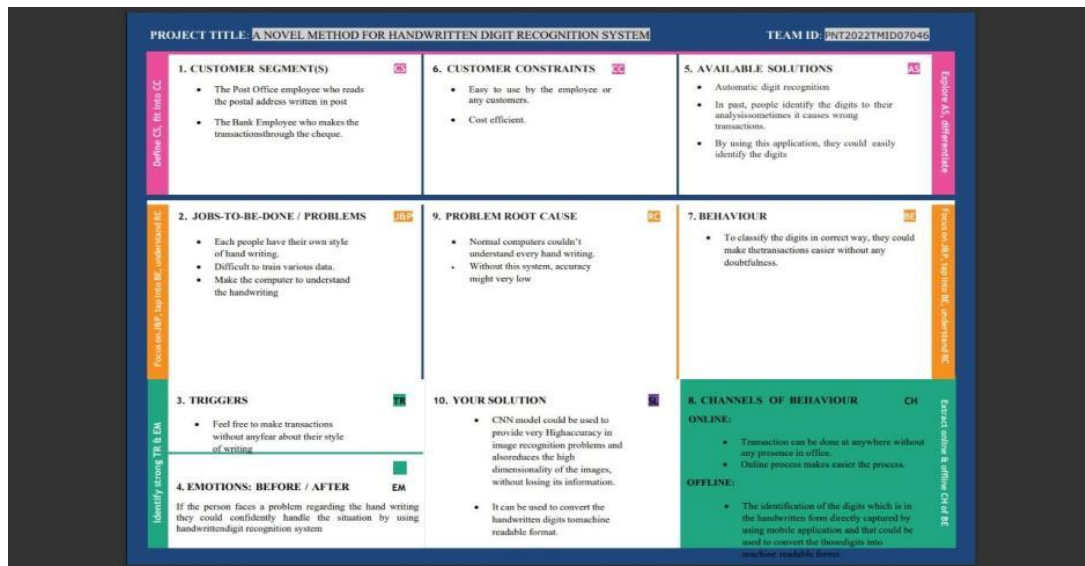 PROJECT TITLE: A NOVEL METHOD FOR HANDWRITTEN DIGIT RECOGNITION SYSTEM
TEAM ID: PNT2022TMID07046
Define CS, fit into CC
1. CUSTOMER SEGMENT(S)
CS
• The Post Office employee who reads
the postal address written in post
• The Bank Employee who makes the
transactionsthrough the cheque.
6. CUSTOMER CONSTRAINTS
CC
• Easy to use by the employee or
any customers.
• Cost efficient.
5. AVAILABLE SOLUTIONS
AS
• Automatic digit recognition
• In past, people identify the digits to their
analysissometimes it causes wrong
transactions.
• By using this application, they could easily
identify the digits
Explore AS, differentiate
Focus on J&P, tap into BE, understand RC
2. JOBS-TO-BE-DONE / PROBLEMS
J&P
• Each people have their own style
of hand writing.
• Difficult to train various data.
• Make the computer to understand
the handwriting
9. PROBLEM ROOT CAUSE
RC
• Normal computers couldn't
understand every hand writing.
• Without this system, accuracy
might very low
7. BEHAVIOUR
BE
• To classify the digits in correct way, they could
make thetransactions easier without any
doubtfulness.
Focus on J&P, tap into BE, understand RC
Identify strong TR & EM
3. TRIGGERS
TR
• Feel free to make transactions
without anyfear about their style
of writing
4. EMOTIONS: BEFORE / AFTER
EM
If the person faces a problem regarding the hand writing
they could confidently handle the situation by using
handwrittendigit recognition system
10. YOUR SOLUTION
SL
• CNN model could be used to
provide very Highaccuracy in
image recognition problems and
alsoreduces the high
dimensionality of the images,
without losing its information.
• It can be used to convert the
handwritten digits tomachine
readable format.
8. CHANNELS OF BEHAVIOUR
CH
ONLINE:
• Transaction can be done at anywhere without
any presence in office.
• Online process makes easier the process.
OFFLINE:
• The identification of the digits which is in
the handwritten form directly captured by
using mobile application and that could be
used to convert the thosedigits into
machine readable forms.
Extract online & offline CH of BE